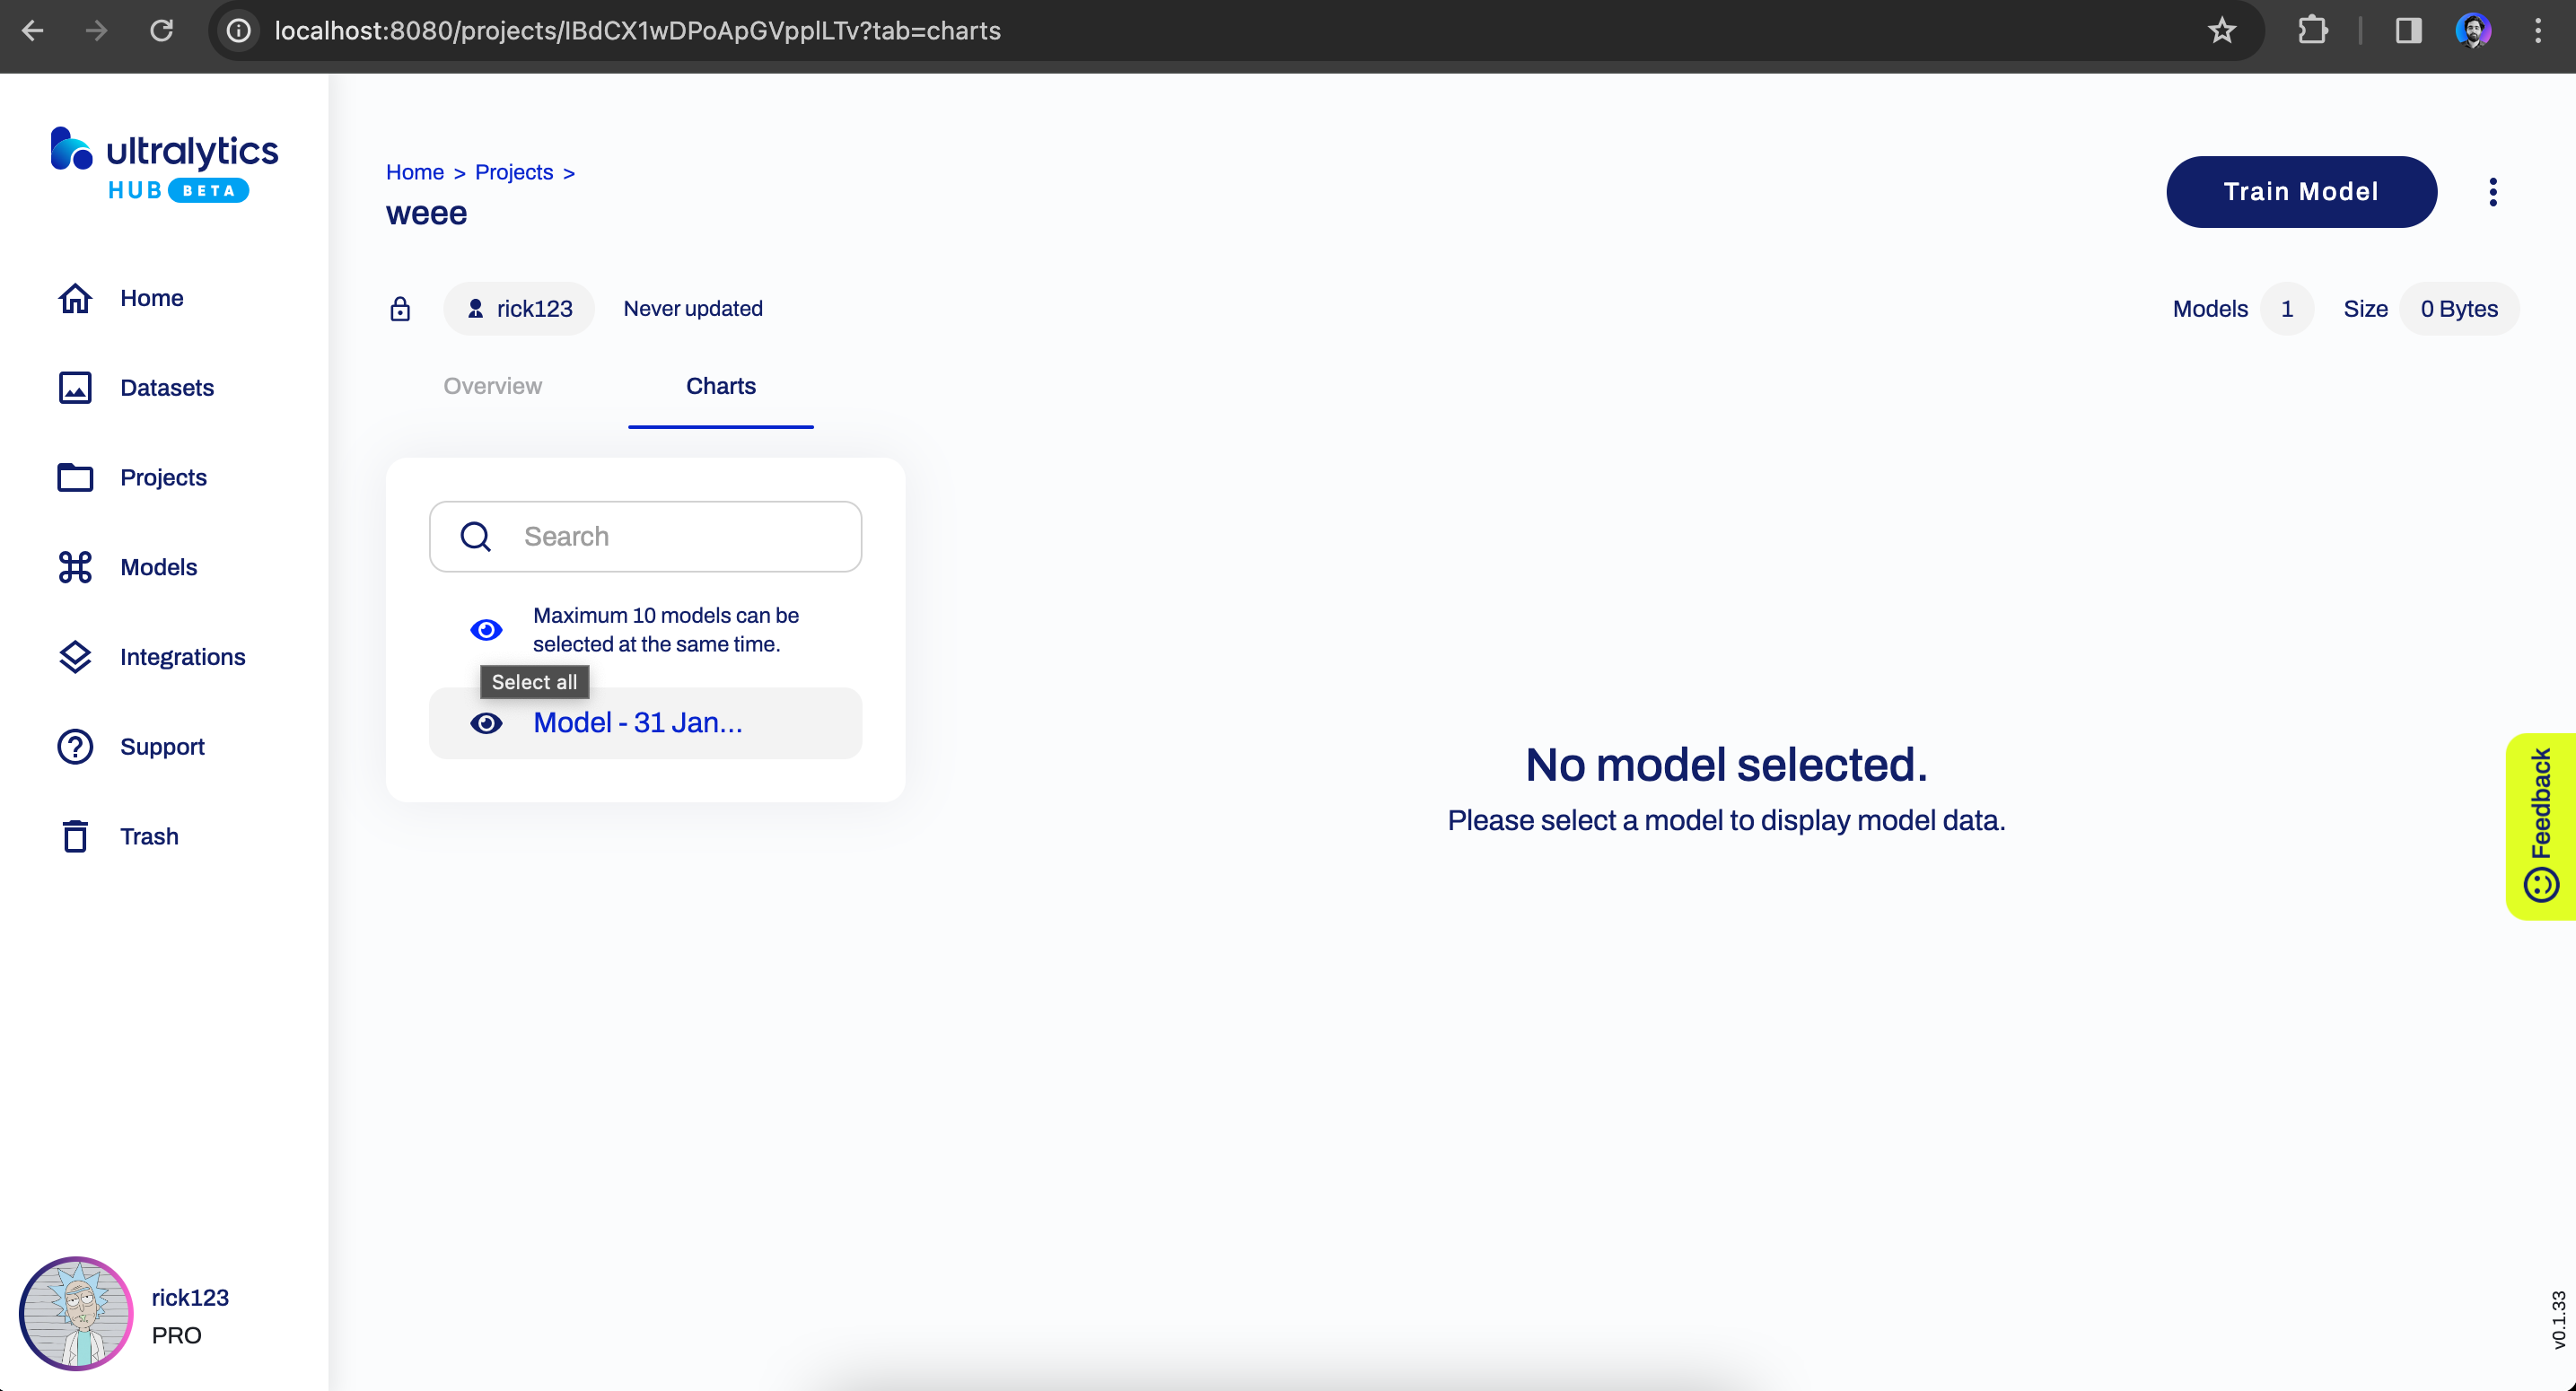 localhost:8080/projects/IBdCX1wDPoApGVpplLTv?tab=charts
ultralytics
HUB BETA
Home
Datasets
Projects
Models
Integrations
Support
Trash
rick123
PRO
Home > Projects >
weee
Train Model
rick123 Never updated
Models 1 Size 0 Bytes
Overview Charts
Search
Maximum 10 models can be
selected at the same time.
Select all
Model - 31 Jan...
No model selected.
Please select a model to display model data.
Feedback
v0.1.33